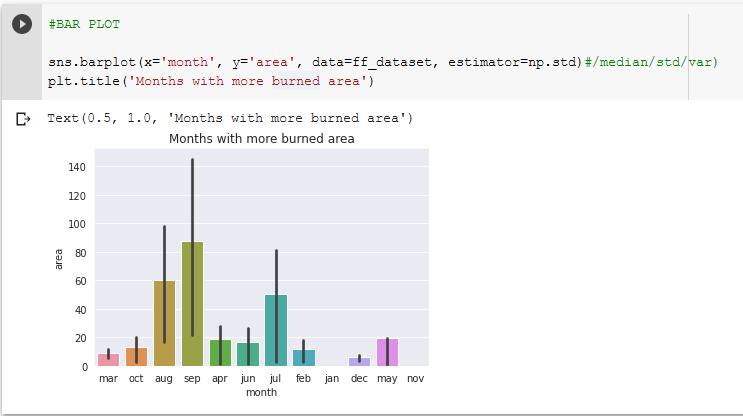 #BAR PLOT
sns.barplot(x='month', y='area', data=ff_dataset, estimator=np.std)#/median/std/var)
plt.title('Months with more burned area')
Text(0.5, 1.0, 'Months with more burned area')
Months with more burned area
140
120
100
80
60
40
20
0
area
mar oct aug sep apr jun jul feb jan dec may nov
month